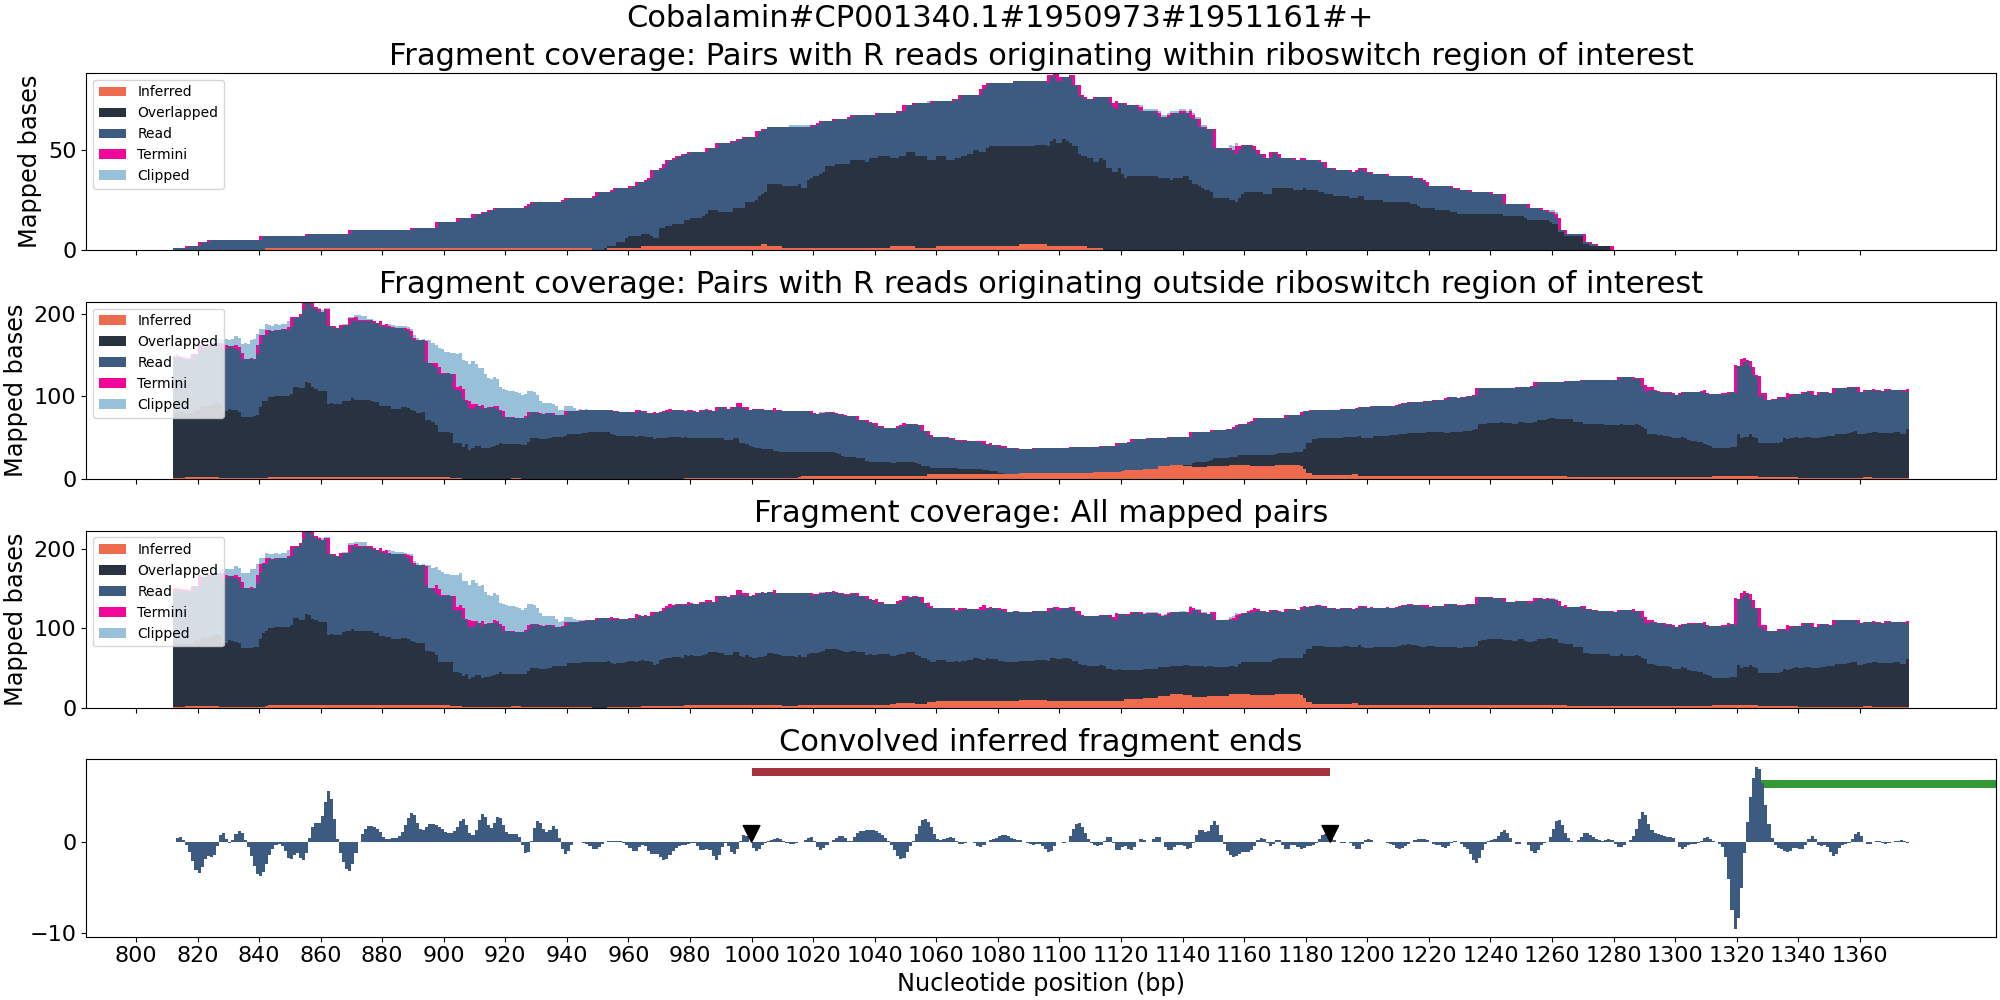 Cobalamin#CP001340.1#1950973#1951161#+
Fragment coverage: Pairs with R reads originating within riboswitch region of interest
Mapped bases
50
0
Inferred
Overlapped
Read
Termini
Clipped
Fragment coverage: Pairs with R reads originating outside riboswitch region of interest
Mapped bases
200
100
0
Inferred
Overlapped
Read
Termini
Clipped
Fragment coverage: All mapped pairs
Mapped bases
200
100
0
Inferred
Overlapped
Read
Termini
Clipped
Convolved inferred fragment ends
0
−10
800 820 840 860 880 900 920 940 960 980 1000 1020 1040 1060 1080 1100 1120 1140 1160 1180 1200 1220 1240 1260 1280 1300 1320 1340 1360
Nucleotide position (bp)